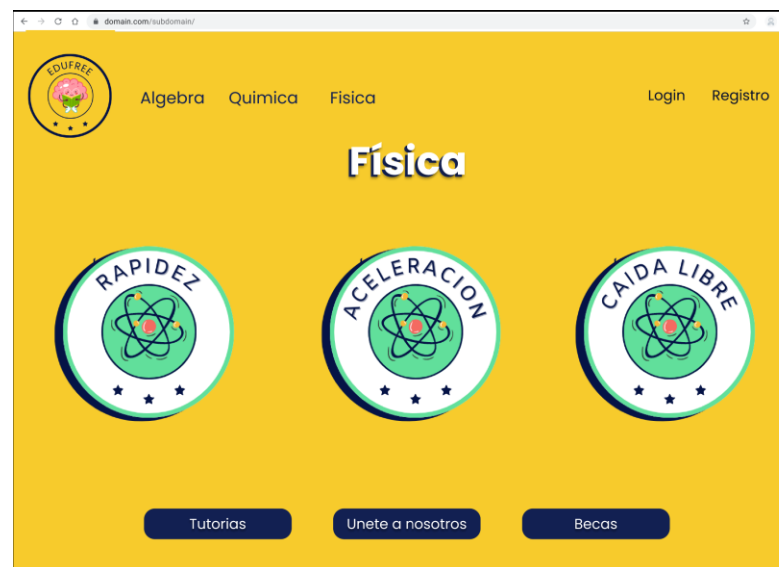 domain.com/subdomain/
EDUFREE
Algebra Quimica Fisica
Login Registro
Física
RAPIDEZ
ACELERACION
CAIDA LIBRE
Tutorias
Unete a nosotros
Becas